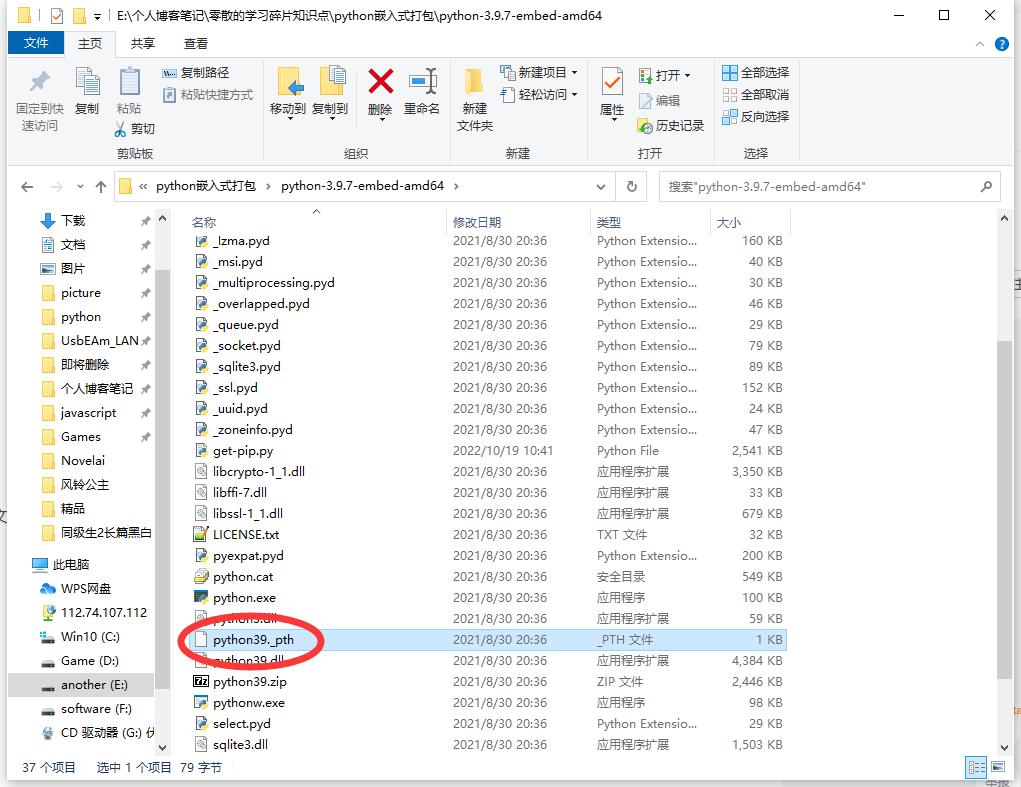 E:\个人博客笔记\零散的学习碎片知识点\python嵌入式打包\python-3.9.7-embed-amd64
文件 主页 共享 查看
固定到快速访问
复制
粘贴
复制路径
粘贴快捷方式
剪切
剪贴板
移动到 复制到 删除 重命名
组织
新建文件夹
新建项目
轻松访问
新建
属性
打开
编辑
历史记录
打开
全部选择
全部取消
反向选择
选择
« python嵌入式打包 › python-3.9.7-embed-amd64 ›
搜索"python-3.9.7-embed-amd64"
下载
文档
图片
picture
python
UsbEAm_LAN
即将删除
个人博客笔记
javascript
Games
Novelai
风铃公主
精品
同级生2长篇黑白
此电脑
WPS网盘
112.74.107.112
Win10 (C:)
Game (D:)
another (E:)
software (F:)
CD 驱动器 (G:)
名称 修改日期 类型 大小
_lzma.pyd 2021/8/30 20:36 Python Extensio... 160 KB
_msi.pyd 2021/8/30 20:36 Python Extensio... 40 KB
_multiprocessing.pyd 2021/8/30 20:36 Python Extensio... 30 KB
_overlapped.pyd 2021/8/30 20:36 Python Extensio... 46 KB
_queue.pyd 2021/8/30 20:36 Python Extensio... 29 KB
_socket.pyd 2021/8/30 20:36 Python Extensio... 79 KB
_sqlite3.pyd 2021/8/30 20:36 Python Extensio... 89 KB
_ssl.pyd 2021/8/30 20:36 Python Extensio... 152 KB
_uuid.pyd 2021/8/30 20:36 Python Extensio... 24 KB
_zoneinfo.pyd 2021/8/30 20:36 Python Extensio... 47 KB
get-pip.py 2022/10/19 10:41 Python File 2,541 KB
libcrypto-1_1.dll 2021/8/30 20:36 应用程序扩展 3,350 KB
libffi-7.dll 2021/8/30 20:36 应用程序扩展 33 KB
libssl-1_1.dll 2021/8/30 20:36 应用程序扩展 679 KB
LICENSE.txt 2021/8/30 20:36 TXT 文件 32 KB
pyexpat.pyd 2021/8/30 20:36 Python Extensio... 200 KB
python.cat 2021/8/30 20:36 安全目录 549 KB
python.exe 2021/8/30 20:36 应用程序 100 KB
python3.dll 2021/8/30 20:36 应用程序扩展 59 KB
python39._pth 2021/8/30 20:36 _PTH 文件 1 KB
python39.dll 2021/8/30 20:36 应用程序扩展 4,384 KB
python39.zip 2021/8/30 20:36 ZIP 文件 2,446 KB
pythonw.exe 2021/8/30 20:36 应用程序 98 KB
select.pyd 2021/8/30 20:36 Python Extensio... 29 KB
sqlite3.dll 2021/8/30 20:36 应用程序扩展 1,503 KB
37 个项目 选中 1 个项目 79 字节